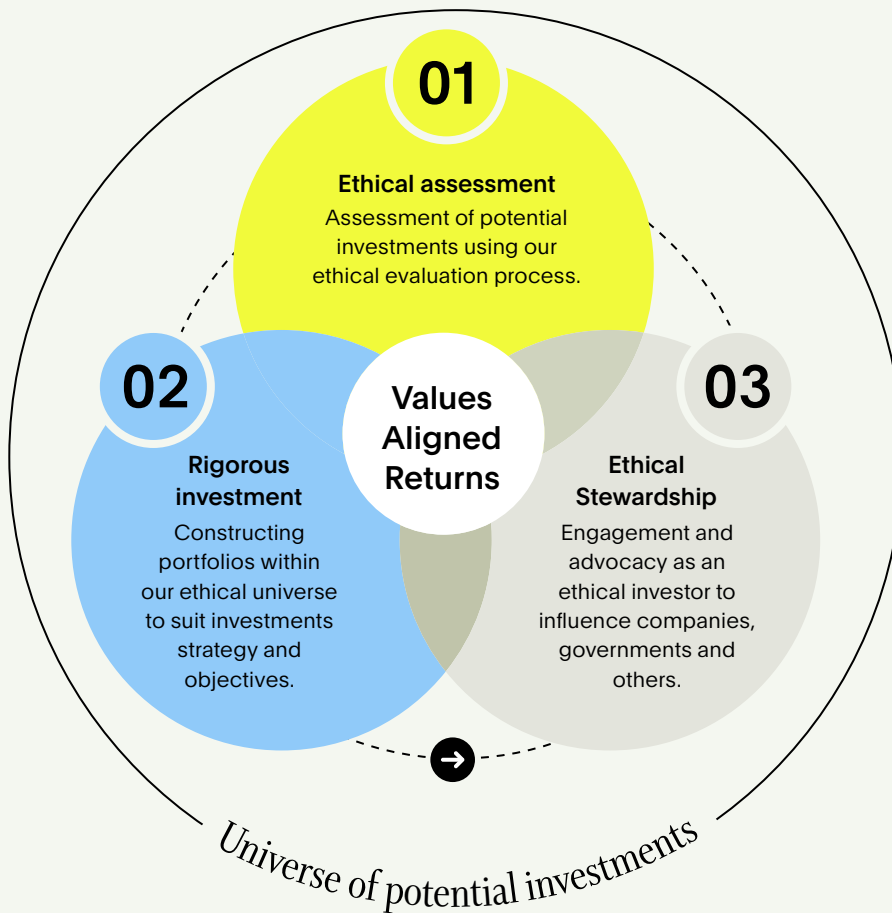 01
Ethical assessment
Assessment of potential
investments using our
ethical evaluation process.
02
Rigorous
investment
Constructing
portfolios within
our ethical universe
to suit investments
strategy and
objectives.
Values
Aligned
Returns
03
Ethical
Stewardship
Engagement and
advocacy as an
ethical investor to
influence companies,
governments and
others.
Universe of potential investments